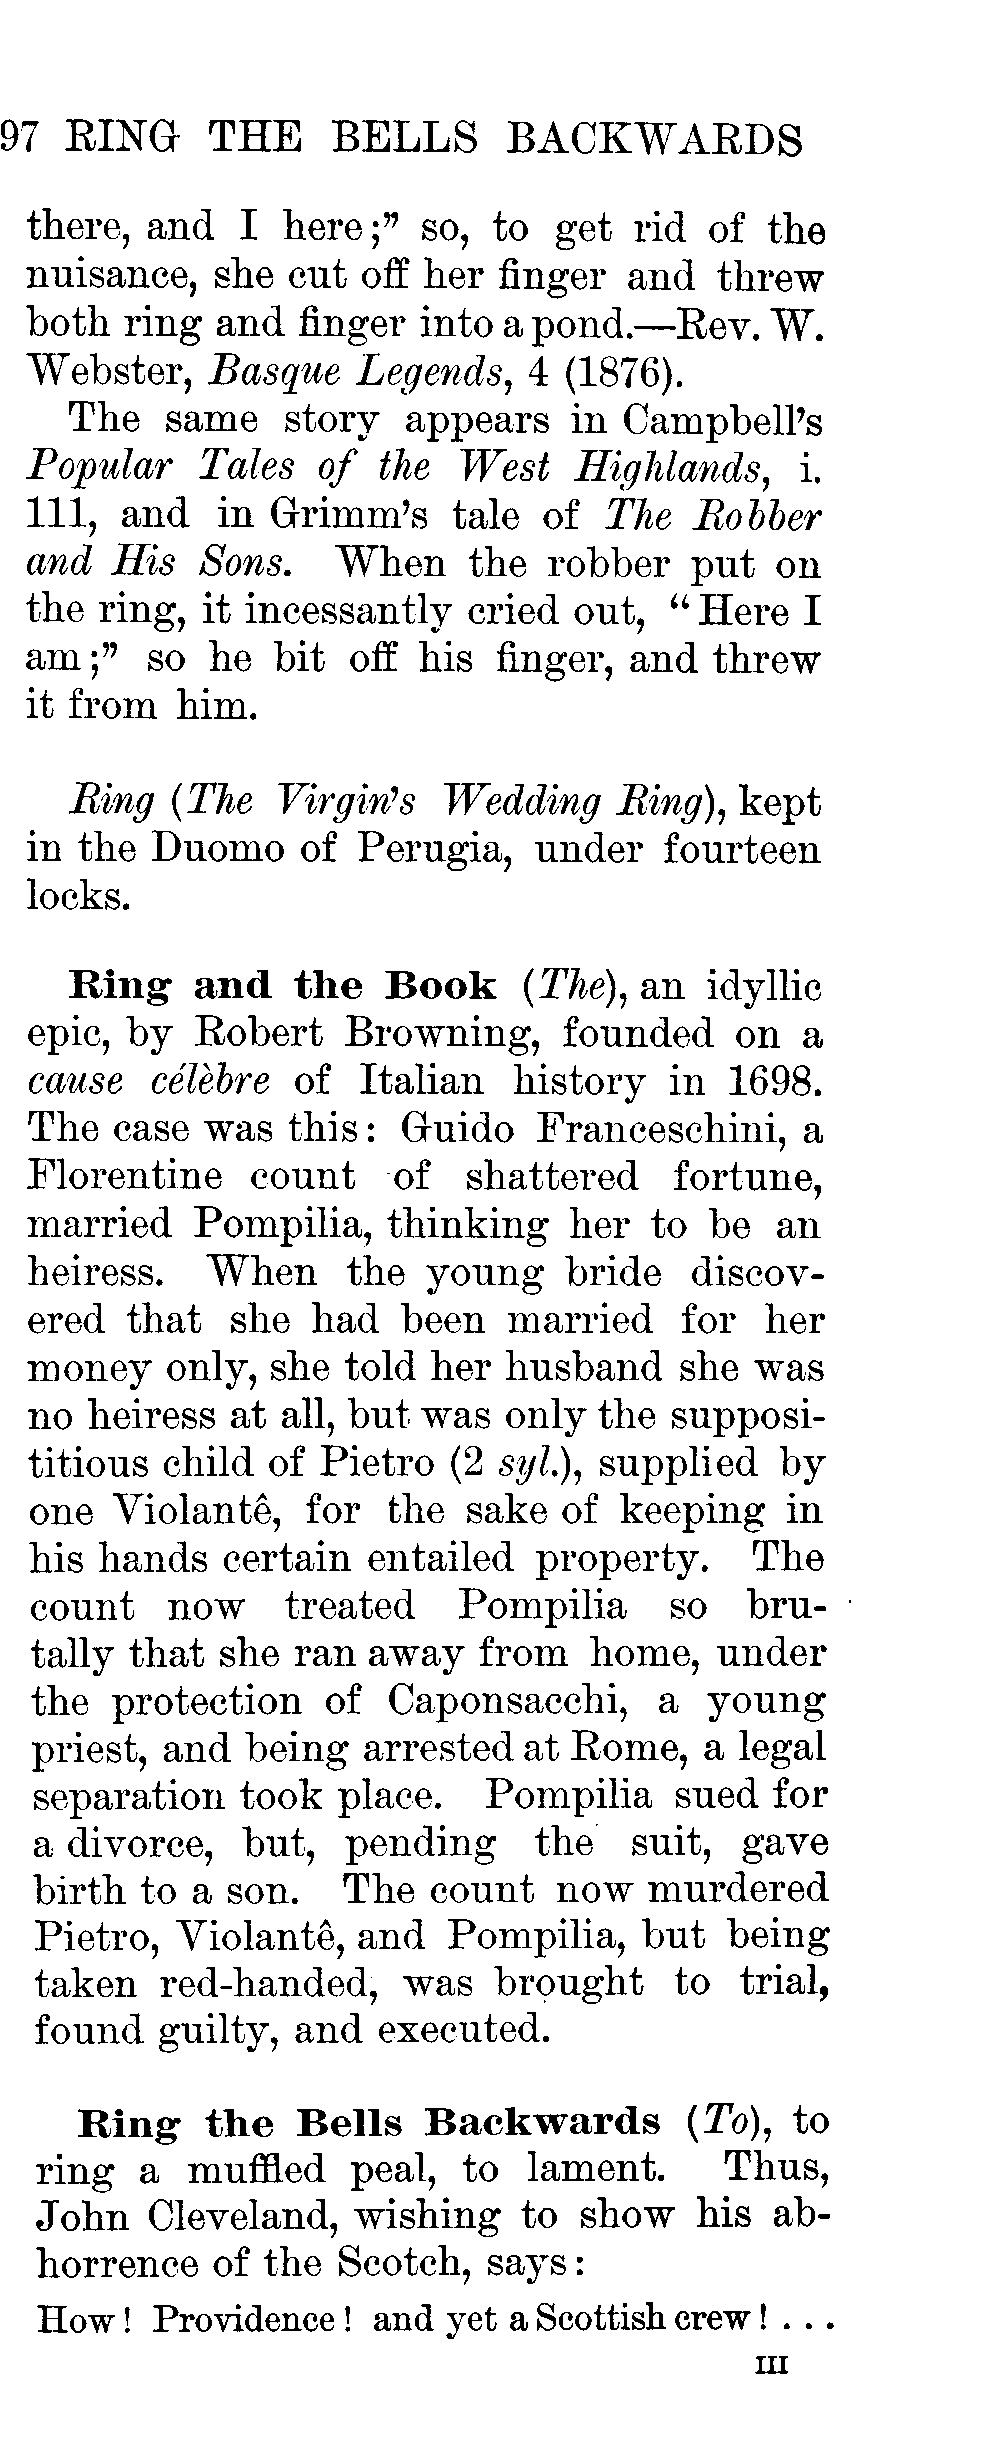 97 RING THE BELLS BACKWARDS
there, and I here;” so, to get rid of the
nuisance, she cut off her finger and threw
both ring and finger into a pond.—Rev. W.
Webster, Basque Legends, 4 (1876).
The same story appears in Campbell’s
Popular Tales of the West Highlands, i.
111, and in Grimm’s tale of The Robber
and His Sons. When the robber put on
the ring, it incessantly cried out, “Here I
am;” so he bit off his finger, and threw
it from him.
Ring (The Virgin’s Wedding Ring), kept
in the Duomo of Perugia, under fourteen
locks.
Ring and the Book (The), an idyllic
epic, by Robert Browning, founded on a
cause célèbre of Italian history in 1698.
The case was this: Guido Franceschini, a
Florentine count of shattered fortune,
married Pompilia, thinking her to be an
heiress. When the young bride discov-
ered that she had been married for her
money only, she told her husband she was
no heiress at all, but was only the supposi-
titious child of Pietro (2 syl.), supplied by
one Violantê, for the sake of keeping in
his hands certain entailed property. The
count now treated Pompilia so bru-
tally that she ran away from home, under
the protection of Caponsacchi, a young
priest, and being arrested at Rome, a legal
separation took place. Pompilia sued for
a divorce, but, pending the suit, gave
birth to a son. The count now murdered
Pietro, Violantê, and Pompilia, but being
taken red-handed, was brought to trial,
found guilty, and executed.
Ring the Bells Backwards (To), to
ring a muffled peal, to lament. Thus,
John Cleveland, wishing to show his ab-
horrence of the Scotch, says:
How! Providence! and yet a Scottish crew! . . .
III